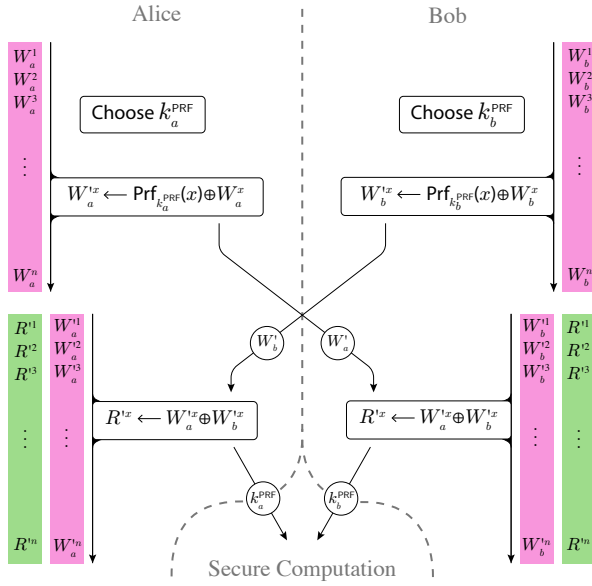 Alice Bob
W_a^1 W_b^1
W_a^2 W_b^2
W_a^3 W_b^3
Choose k_a^PRF Choose k_b^PRF
⋮ ⋮
W'_a^x ⟵ Prf_{k_a^PRF}(x)⊕W_a^x W'_b^x ⟵ Prf_{k_b^PRF}(x)⊕W_b^x
W_a^n W_b^n
R'^1 W'_a^1 W'_b^1 R'^1
R'^2 W'_a^2 W'_b^2 R'^2
R'^3 W'_a^3 W'_b^3 R'^3
W'_b W'_a
R'^x ⟵ W'_a^x⊕W'_b^x R'^x ⟵ W'_a^x⊕W'_b^x
⋮ ⋮ ⋮ ⋮
k_a^PRF k_b^PRF
R'^n W'_a^n W'_b^n R'^n
Secure Computation